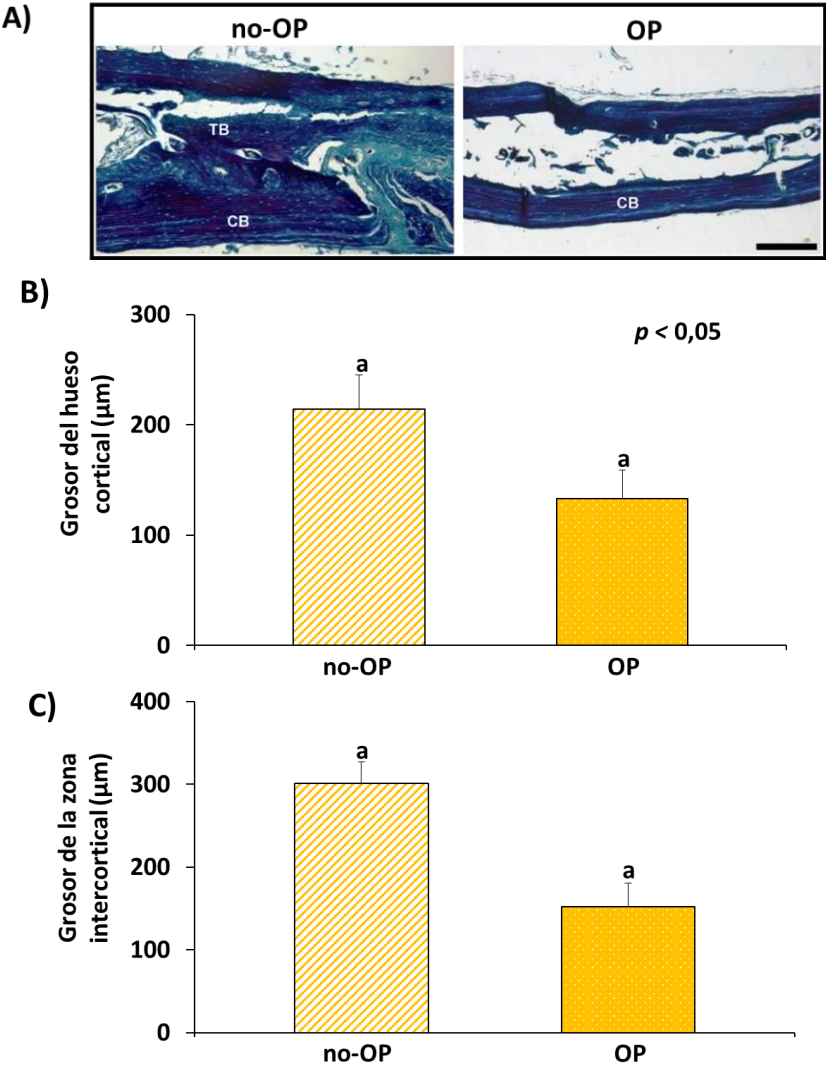 A)
no-OP
OP
TB
CB
CB
B)
Grosor del hueso
cortical (µm)
300
200
100
0
p < 0,05
a
a
no-OP
OP
C)
Grosor de la zona
intercortical (µm)
400
300
200
100
0
a
a
no-OP
OP